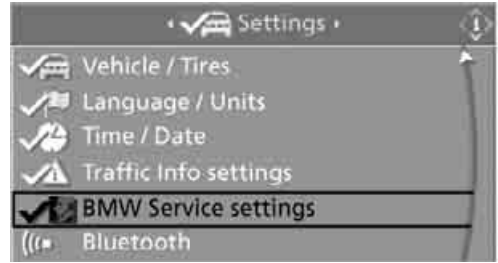 Settings
Vehicle / Tires
Language / Units
Time / Date
Traffic Info settings
BMW Service settings
Bluetooth